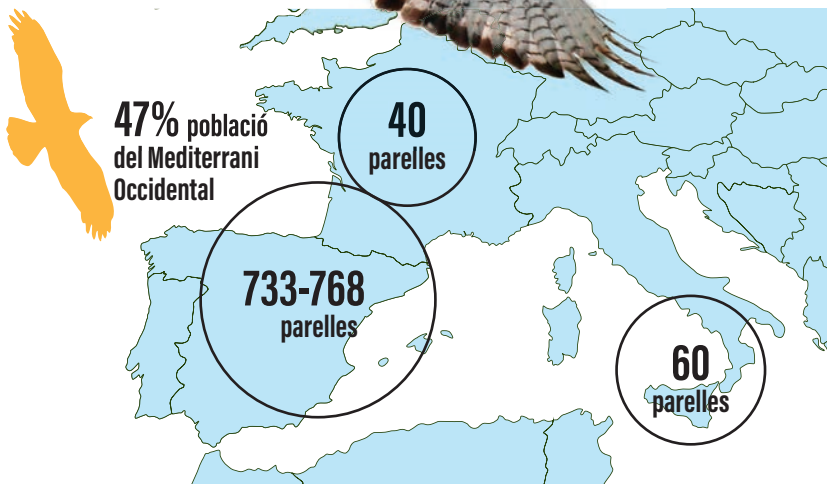 47% població
del Mediterrani
Occidental
40
parelles
733-768
parelles
60
parelles